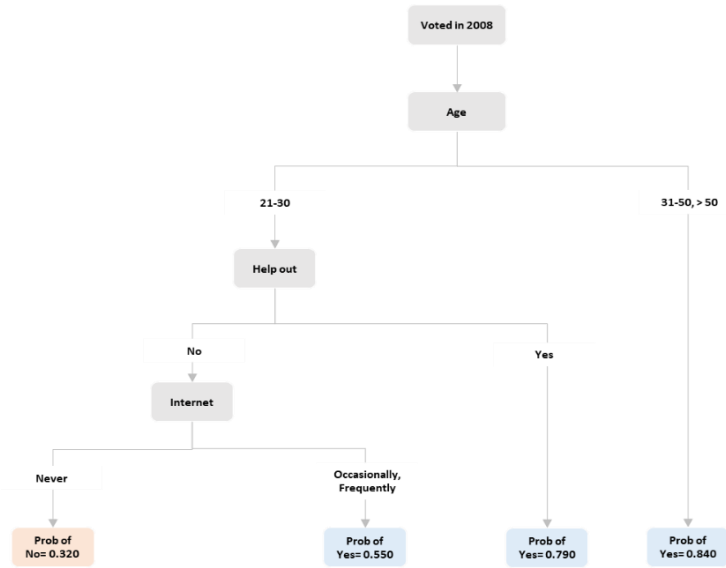 Voted in 2008
Age
21-30
31-50, > 50
Help out
No
Yes
Internet
Never
Occasionally,
Frequently
Prob of
No= 0.320
Prob of
Yes= 0.550
Prob of
Yes= 0.790
Prob of
Yes= 0.840